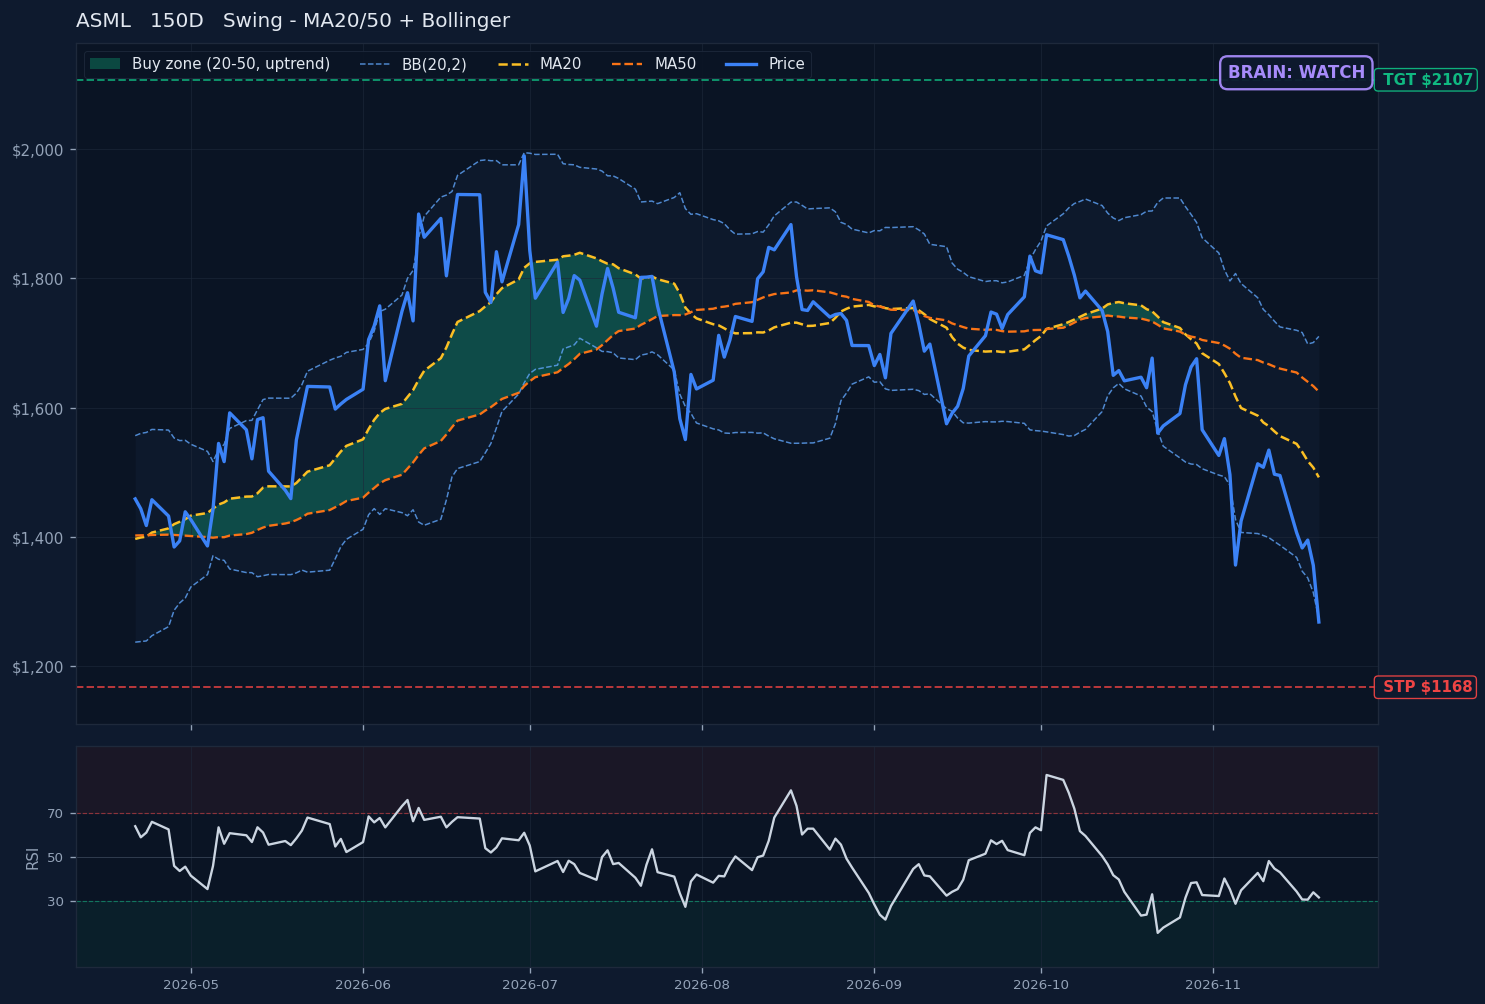 ASML   150D   Swing - MA20/50 + Bollinger
Buy zone (20-50, uptrend)   BB(20,2)   MA20   MA50   Price
BRAIN: WATCH
TGT $2107
$2,000
$1,800
$1,600
$1,400
$1,200
STP $1168
70
50
30
RSI
2026-05   2026-06   2026-07   2026-08   2026-09   2026-10   2026-11